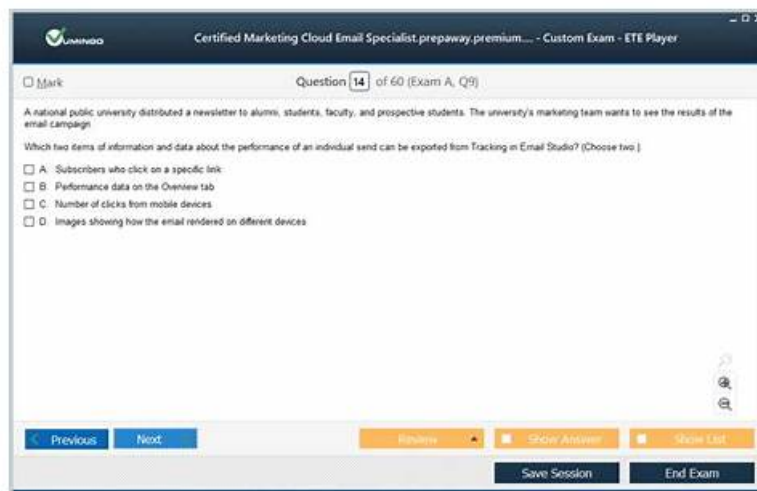 VUMINGO
Certified Marketing Cloud Email Specialist.prepaway.premium.... - Custom Exam - ETE Player
Mark
Question 14 of 60 (Exam A, Q9)
A national public university distributed a newsletter to alumni, students, faculty, and prospective students. The university's marketing team wants to see the results of the
email campaign
Which two items of information and data about the performance of an individual send can be exported from Tracking in Email Studio? (Choose two.)
A. Subscribers who click on a specific link
B. Performance data on the Overview tab
C. Number of clicks from mobile devices
D. Images showing how the email rendered on different devices
Previous
Next
Review
Show Answer
Show List
Save Session
End Exam